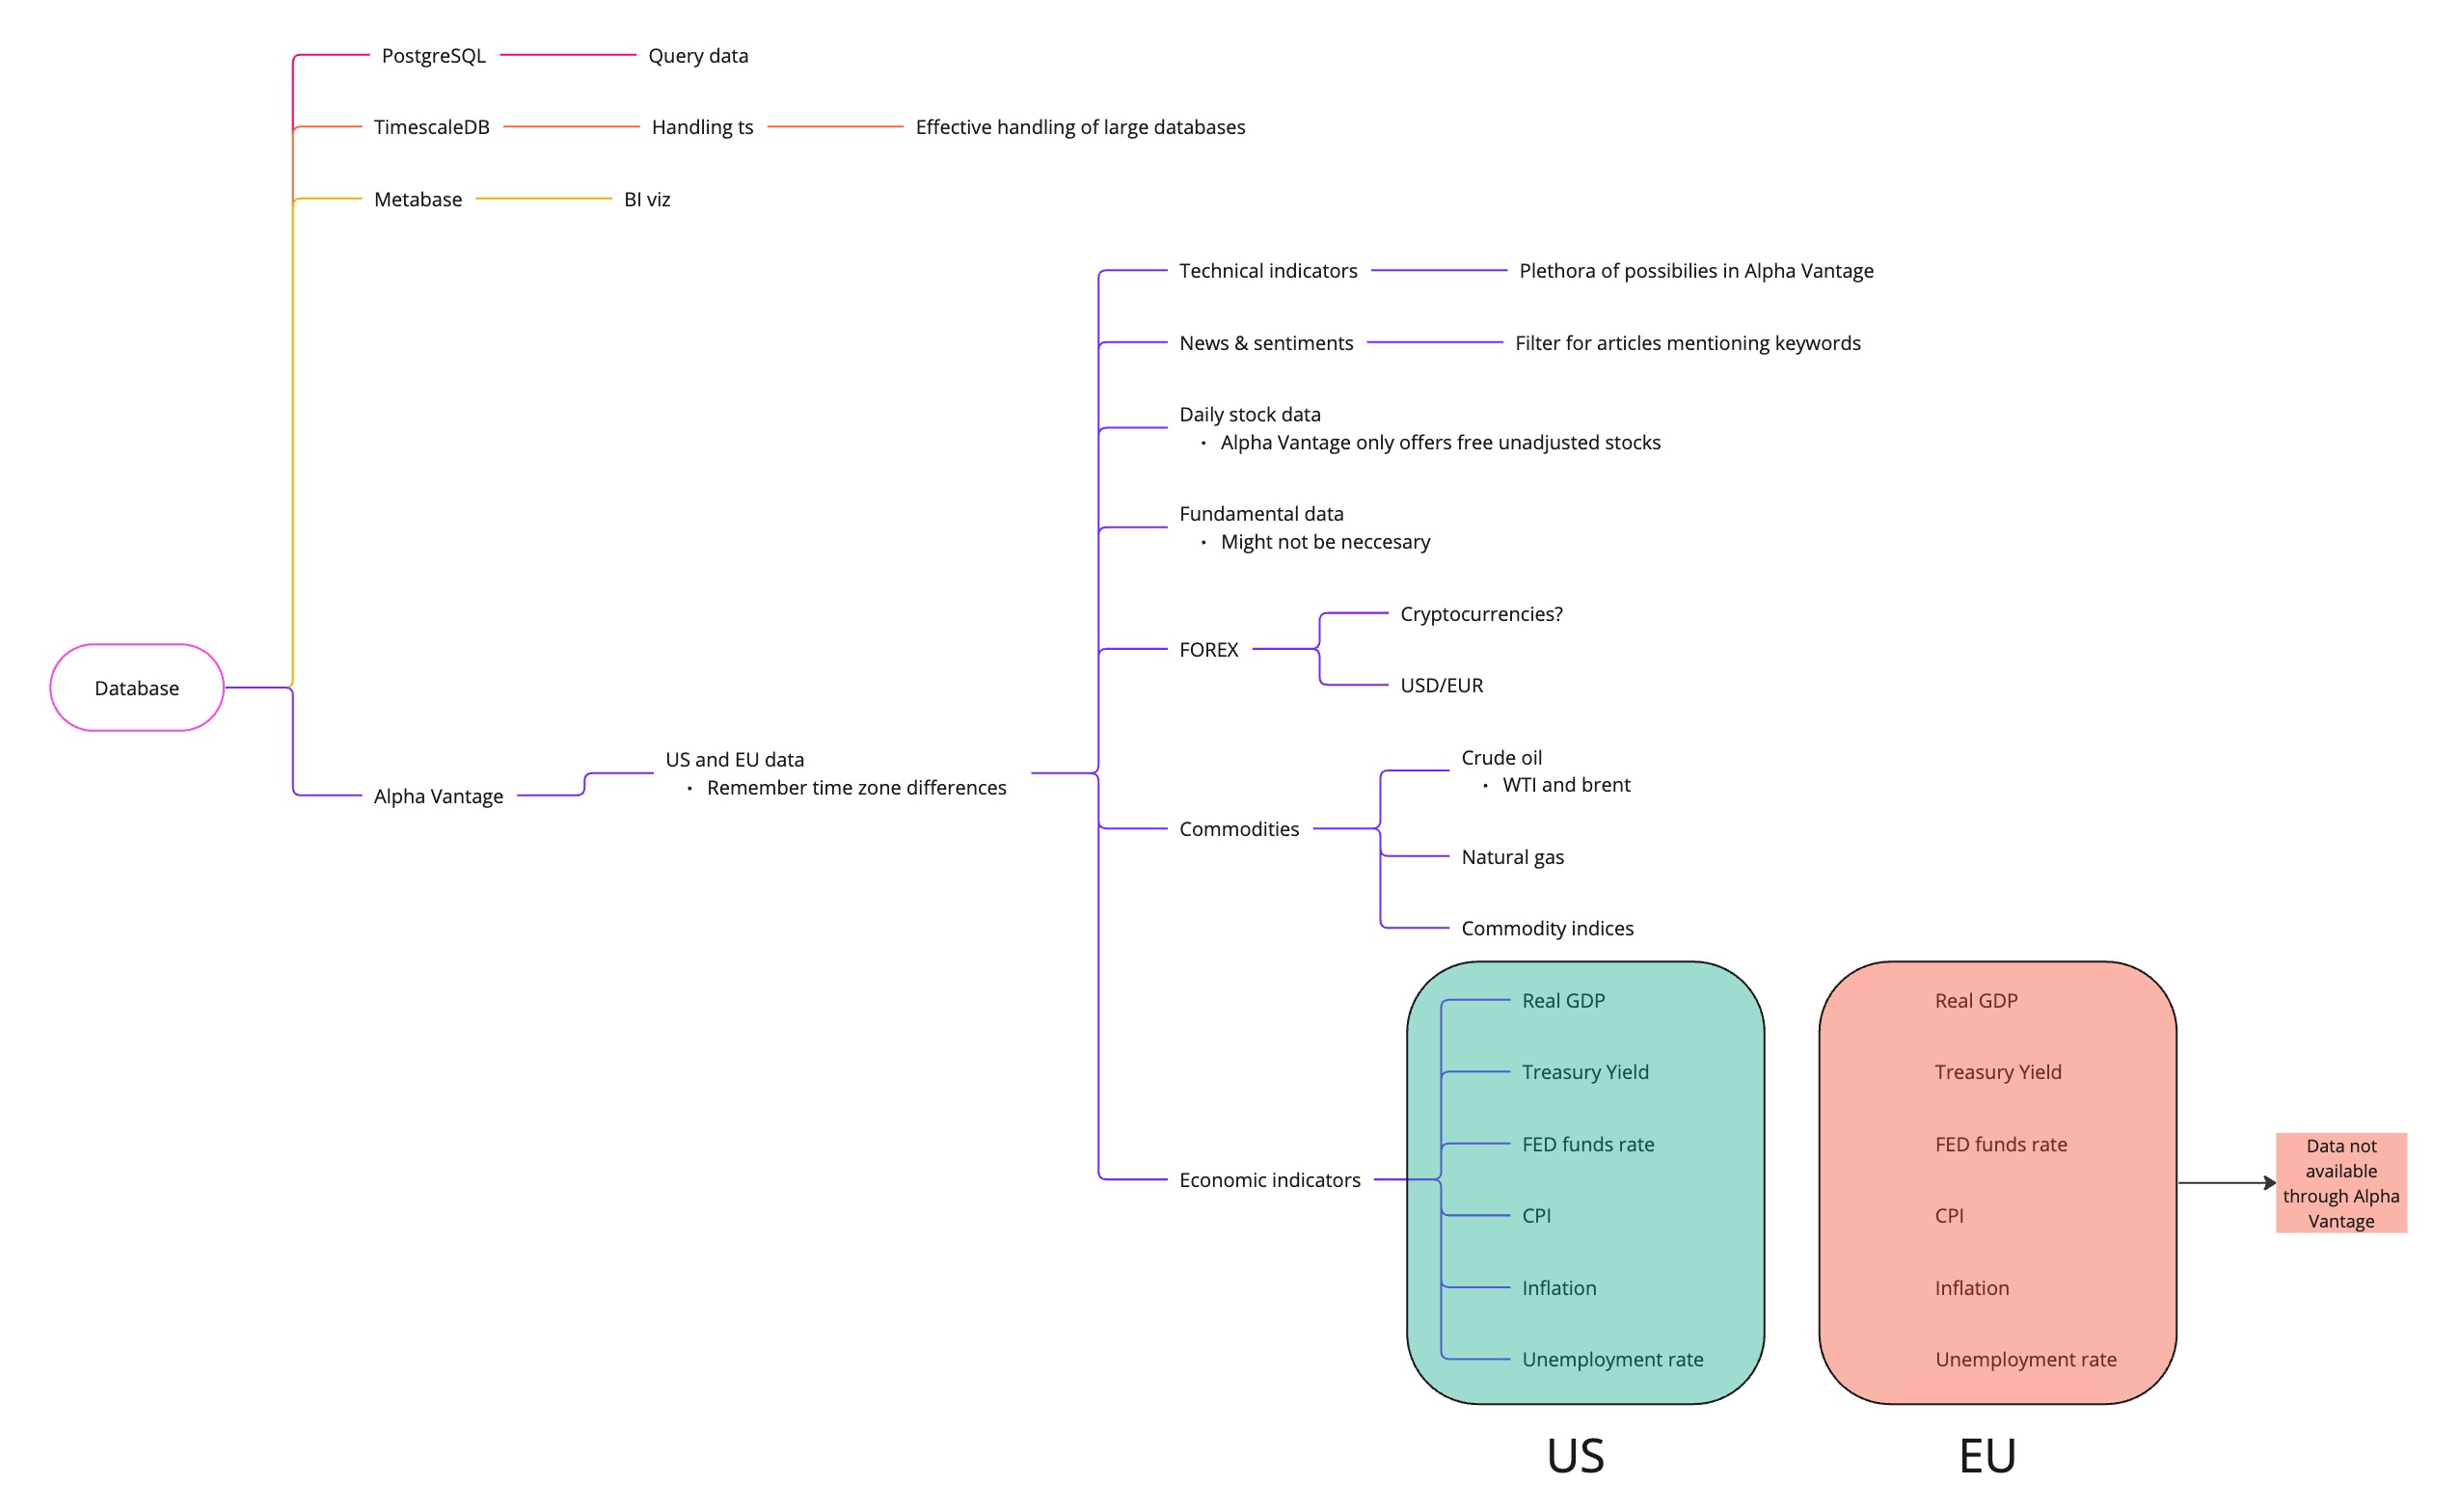 PostgreSQL
Query data
TimescaleDB
Handling ts
Effective handling of large databases
Metabase
BI viz
Technical indicators
Plethora of possibilies in Alpha Vantage
News & sentiments
Filter for articles mentioning keywords
Daily stock data
• Alpha Vantage only offers free unadjusted stocks
Fundamental data
• Might not be neccesary
Cryptocurrencies?
FOREX
USD/EUR
Database
US and EU data
• Remember time zone differences
Alpha Vantage
Crude oil
• WTI and brent
Commodities
Natural gas
Commodity indices
Economic indicators
Real GDP
Treasury Yield
FED funds rate
CPI
Inflation
Unemployment rate
US
Real GDP
Treasury Yield
FED funds rate
CPI
Inflation
Unemployment rate
EU
Data not
available
through Alpha
Vantage